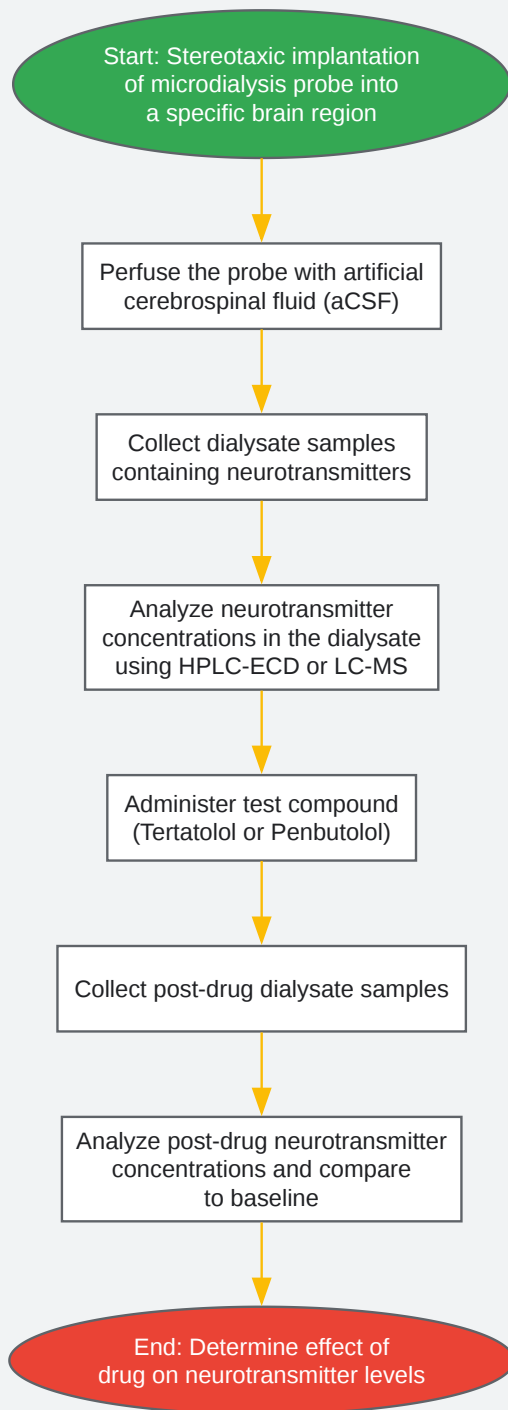 Start: Stereotaxic implantation
of microdialysis probe into
a specific brain region
Perfuse the probe with artificial
cerebrospinal fluid (aCSF)
Collect dialysate samples
containing neurotransmitters
Analyze neurotransmitter
concentrations in the dialysate
using HPLC-ECD or LC-MS
Administer test compound
(Tertatolol or Penbutolol)
Collect post-drug dialysate samples
Analyze post-drug neurotransmitter
concentrations and compare
to baseline
End: Determine effect of
drug on neurotransmitter levels